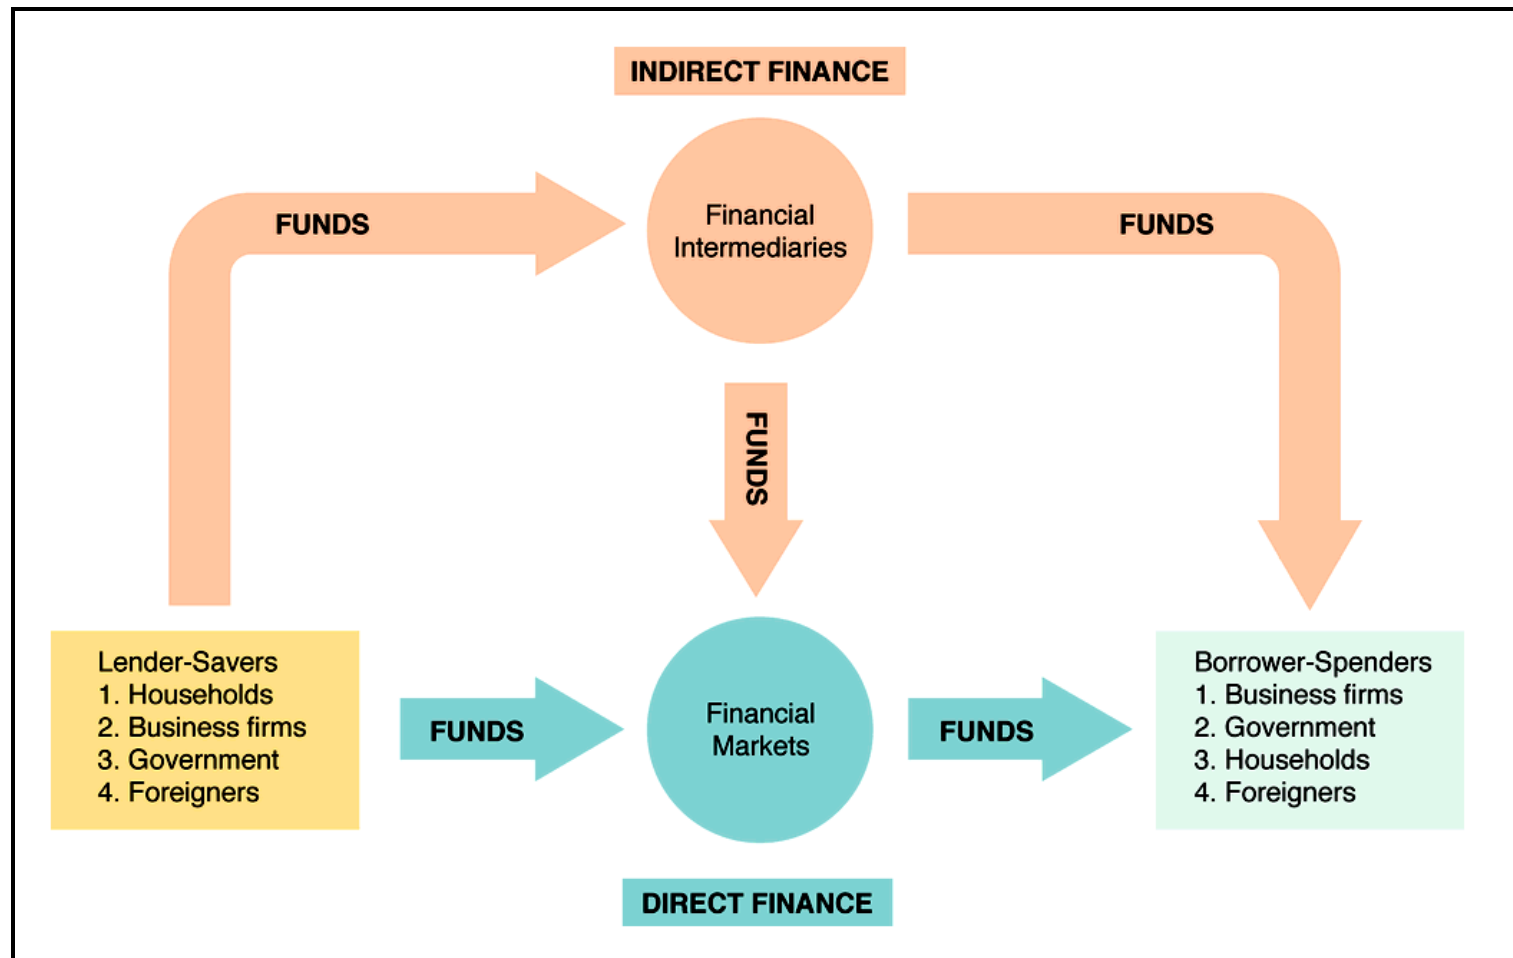 INDIRECT FINANCE
Financial
Intermediaries
FUNDS
FUNDS
FUNDS
Lender-Savers
1. Households
2. Business firms
3. Government
4. Foreigners
FUNDS
Financial
Markets
FUNDS
Borrower-Spenders
1. Business firms
2. Government
3. Households
4. Foreigners
DIRECT FINANCE